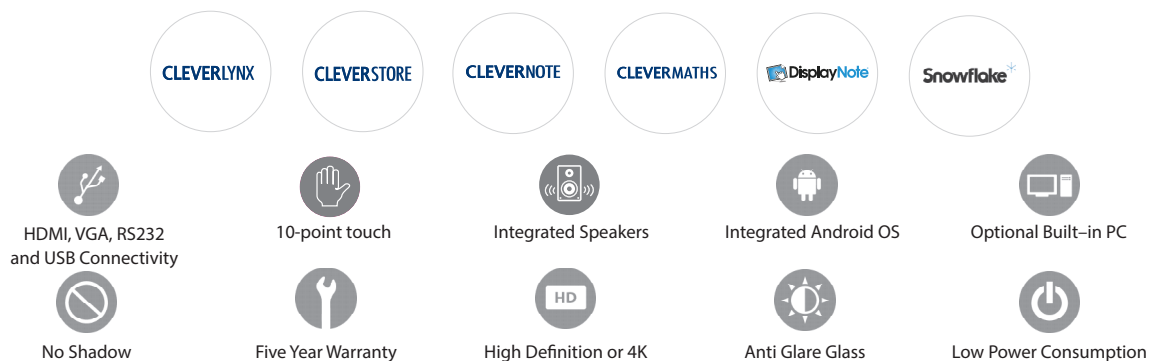 CLEVERLYNX
CLEVERSTORE
CLEVERNOTE
CLEVERMATHS
DisplayNote
Snowflake
HDMI, VGA, RS232
and USB Connectivity
10-point touch
Integrated Speakers
Integrated Android OS
Optional Built–in PC
No Shadow
Five Year Warranty
HD
High Definition or 4K
Anti Glare Glass
Low Power Consumption